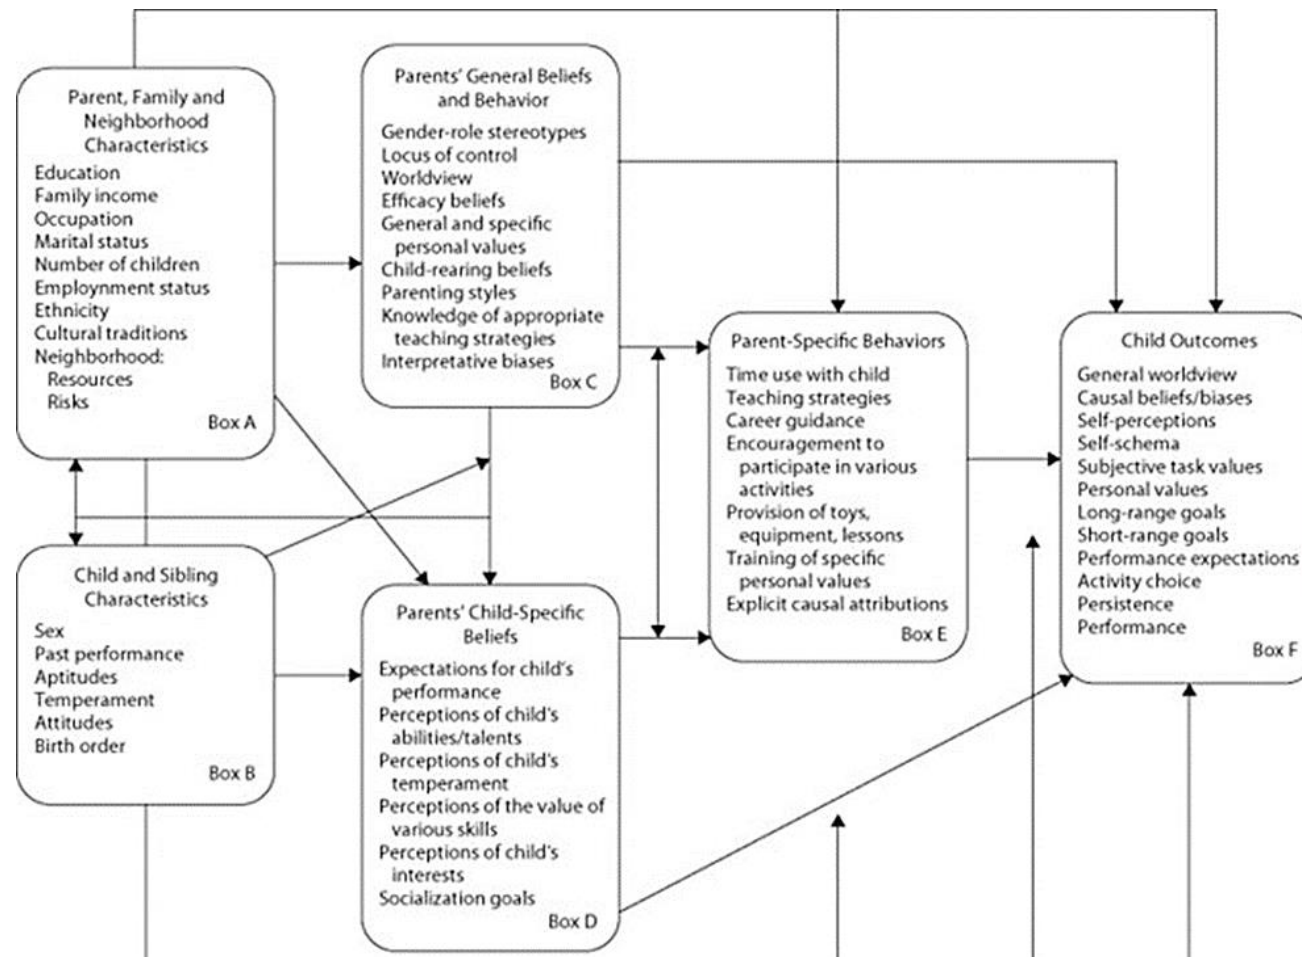 Parent, Family and
Neighborhood
Characteristics
Education
Family income
Occupation
Marital status
Number of children
Employnment status
Ethnicity
Cultural traditions
Neighborhood:
Resources
Risks
Box A
Parents' General Beliefs
and Behavior
Gender-role stereotypes
Locus of control
Worldview
Efficacy beliefs
General and specific
personal values
Child-rearing beliefs
Parenting styles
Knowledge of appropriate
teaching strategies
Interpretative biases
Box C
Child and Sibling
Characteristics
Sex
Past performance
Aptitudes
Temperament
Attitudes
Birth order
Box B
Parents' Child-Specific
Beliefs
Expectations for child's
performance
Perceptions of child's
abilities/talents
Perceptions of child's
temperament
Perceptions of the value of
various skills
Perceptions of child's
interests
Socialization goals
Box D
Parent-Specific Behaviors
Time use with child
Teaching strategies
Career guidance
Encouragement to
participate in various
activities
Provision of toys,
equipment, lessons
Training of specific
personal values
Explicit causal attributions
Box E
Child Outcomes
General worldview
Causal beliefs/biases
Self-perceptions
Self-schema
Subjective task values
Personal values
Long-range goals
Short-range goals
Performance expectations
Activity choice
Persistence
Performance
Box F